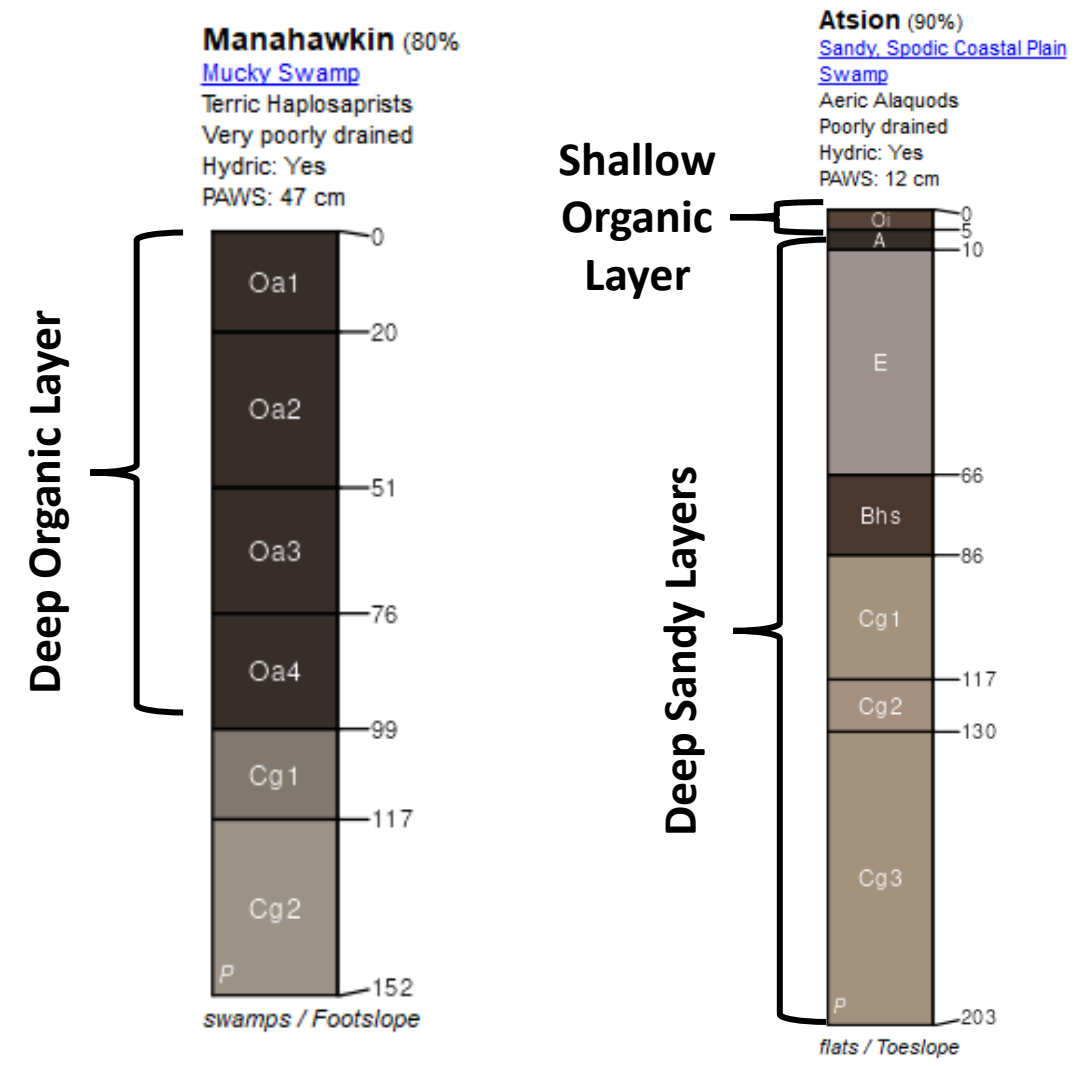 Manahawkin (80%
Mucky Swamp
Terric Haplosaprists
Very poorly drained
Hydric: Yes
PAWS: 47 cm
Deep Organic Layer
Oa1
Oa2
Oa3
Oa4
Cg1
Cg2
P
0
20
51
76
99
117
152
swamps / Footslope
Atsion (90%)
Sandy, Spodic Coastal Plain
Swamp
Aeric Alaquods
Poorly drained
Hydric: Yes
PAWS: 12 cm
Shallow
Organic
Layer
Deep Sandy Layers
Oi
A
E
Bhs
Cg1
Cg2
Cg3
P
0
5
10
66
86
117
130
203
flats / Toeslope